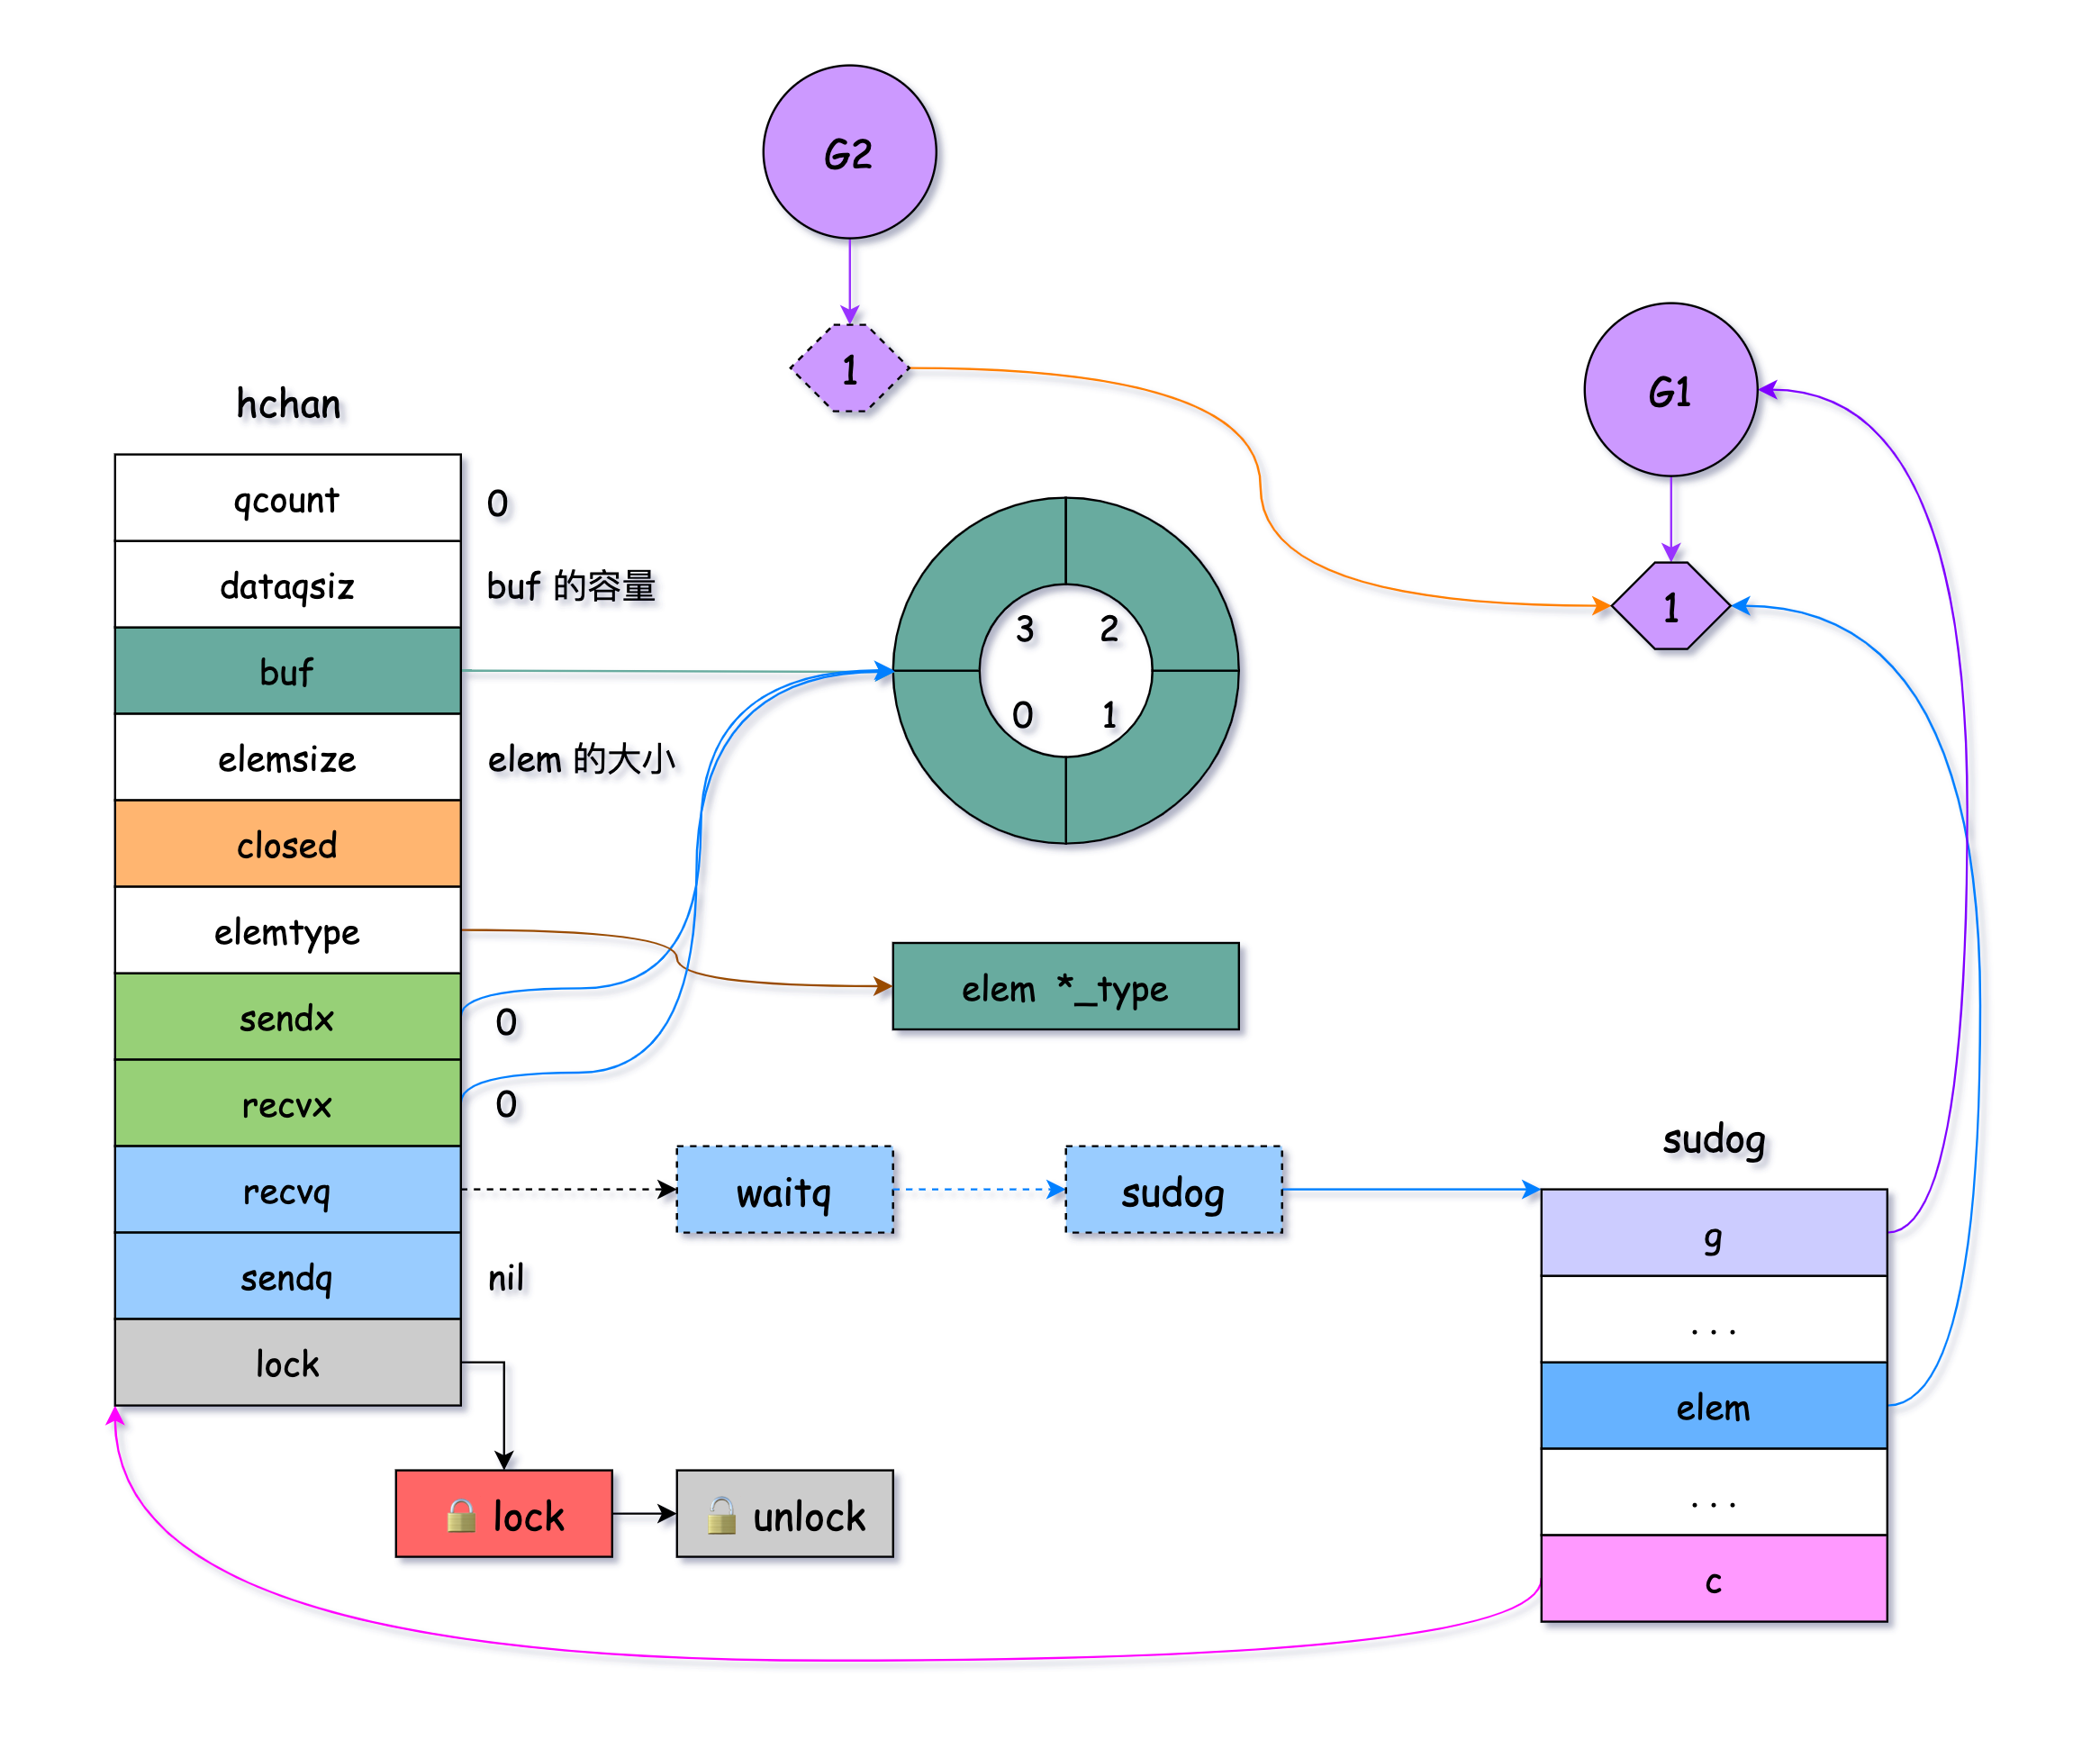 G2
1
G1
1
hchan
qcount
0
dataqsiz
buf 的容量
buf
elemsize
elem 的大小
closed
elemtype
sendx
0
recvx
0
recvq
sendq
nil
lock
3 2
0 1
elem *_type
waitq
sudog
🔒 lock
🔓 unlock
sudog
g
...
elem
...
c